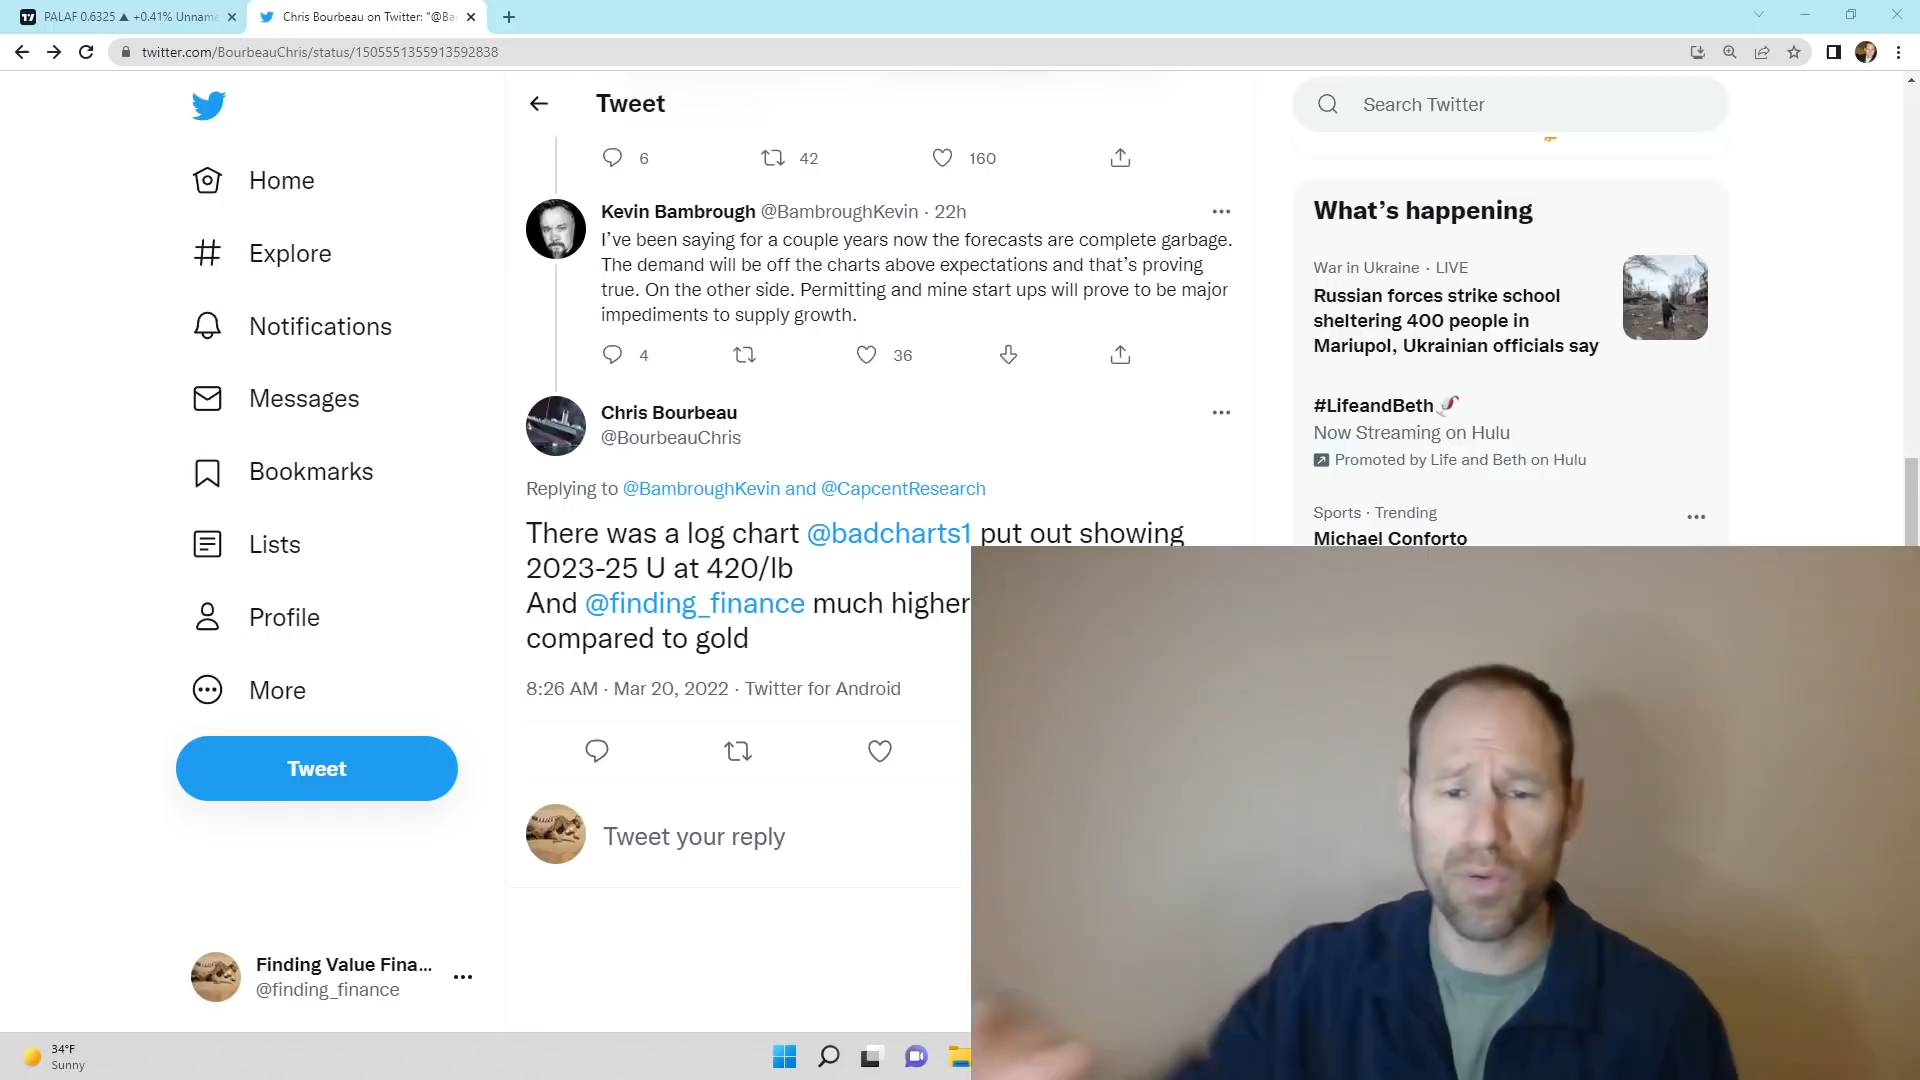 PALAF 0.6325 ▲ +0.41% Unname
Chris Bourbeau on Twitter: "@Ba
twitter.com/BourbeauChris/status/1505551355913592838
Home
Explore
Notifications
Messages
Bookmarks
Lists
Profile
More
Tweet
Finding Value Fina...
@finding_finance
Tweet
6
42
160
Kevin Bambrough @BambroughKevin · 22h
I've been saying for a couple years now the forecasts are complete garbage.
The demand will be off the charts above expectations and that's proving
true. On the other side. Permitting and mine start ups will prove to be major
impediments to supply growth.
4
36
Chris Bourbeau
@BourbeauChris
Replying to @BambroughKevin and @CapcentResearch
There was a log chart @badcharts1 put out showing
2023-25 U at 420/lb
And @finding_finance much higher
compared to gold
8:26 AM · Mar 20, 2022 · Twitter for Android
Tweet your reply
Search Twitter
What's happening
War in Ukraine · LIVE
Russian forces strike school
sheltering 400 people in
Mariupol, Ukrainian officials say
#LifeandBeth
Now Streaming on Hulu
Promoted by Life and Beth on Hulu
Sports · Trending
Michael Conforto
34°F
Sunny